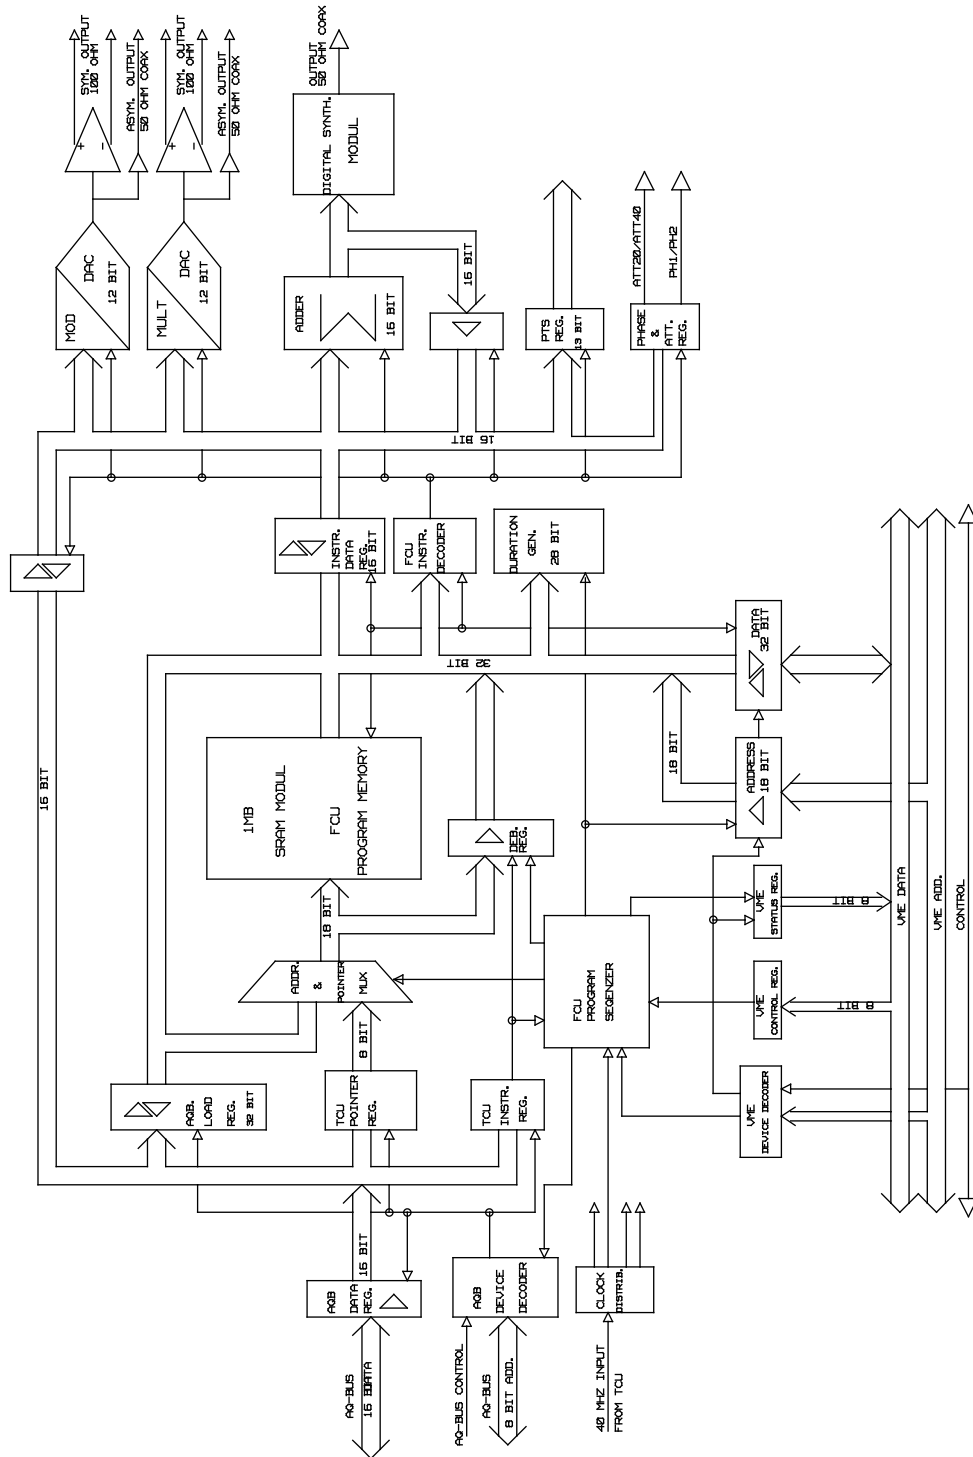 SYM. OUTPUT
100 OHM
ASYM. OUTPUT
50 OHM COAX
SYM. OUTPUT
100 OHM
ASYM. OUTPUT
50 OHM COAX
OUTPUT
50 OHM COAX
+
-
+
-
MOD
DAC
12 BIT
MULT
DAC
12 BIT
DIGITAL SYNTH.
MODUL
ADDER
16 BIT
16 BIT
PTS
REG.
13 BIT
PHASE
&
ATT.
REG.
ATT20/ATT40
PH1/PH2
16 BIT
INSTR.
DATA
REG.
16 BIT
FCU
INSTR.
DECODER
DURATION
GEN.
28 BIT
16 BIT
32 BIT
DATA
32 BIT
1MB
SRAM MODUL
FCU
PROGRAM MEMORY
18 BIT
ADDRESS
18 BIT
DEB.
REG.
18 BIT
ADDR.
&
POINTER
MUX
8 BIT
FCU
PROGRAM
SEQENZER
VME
STATUS REG.
8 BIT
VME
CONTROL REG.
8 BIT
VME
DEVICE DECODER
VME DATA
VME ADD.
CONTROL
AQB.
LOAD
REG.
32 BIT
TCU
POINTER
REG.
TCU
INSTR.
REG.
16 BIT
AQB
DATA
REG.
AQB
DEVICE
DECODER
CLOCK
DISTRIB.
AQ-BUS
16 BIT
DATA
AQ-BUS CONTROL
AQ-BUS
8 BIT ADD.
40 MHZ INPUT
FROM TCU